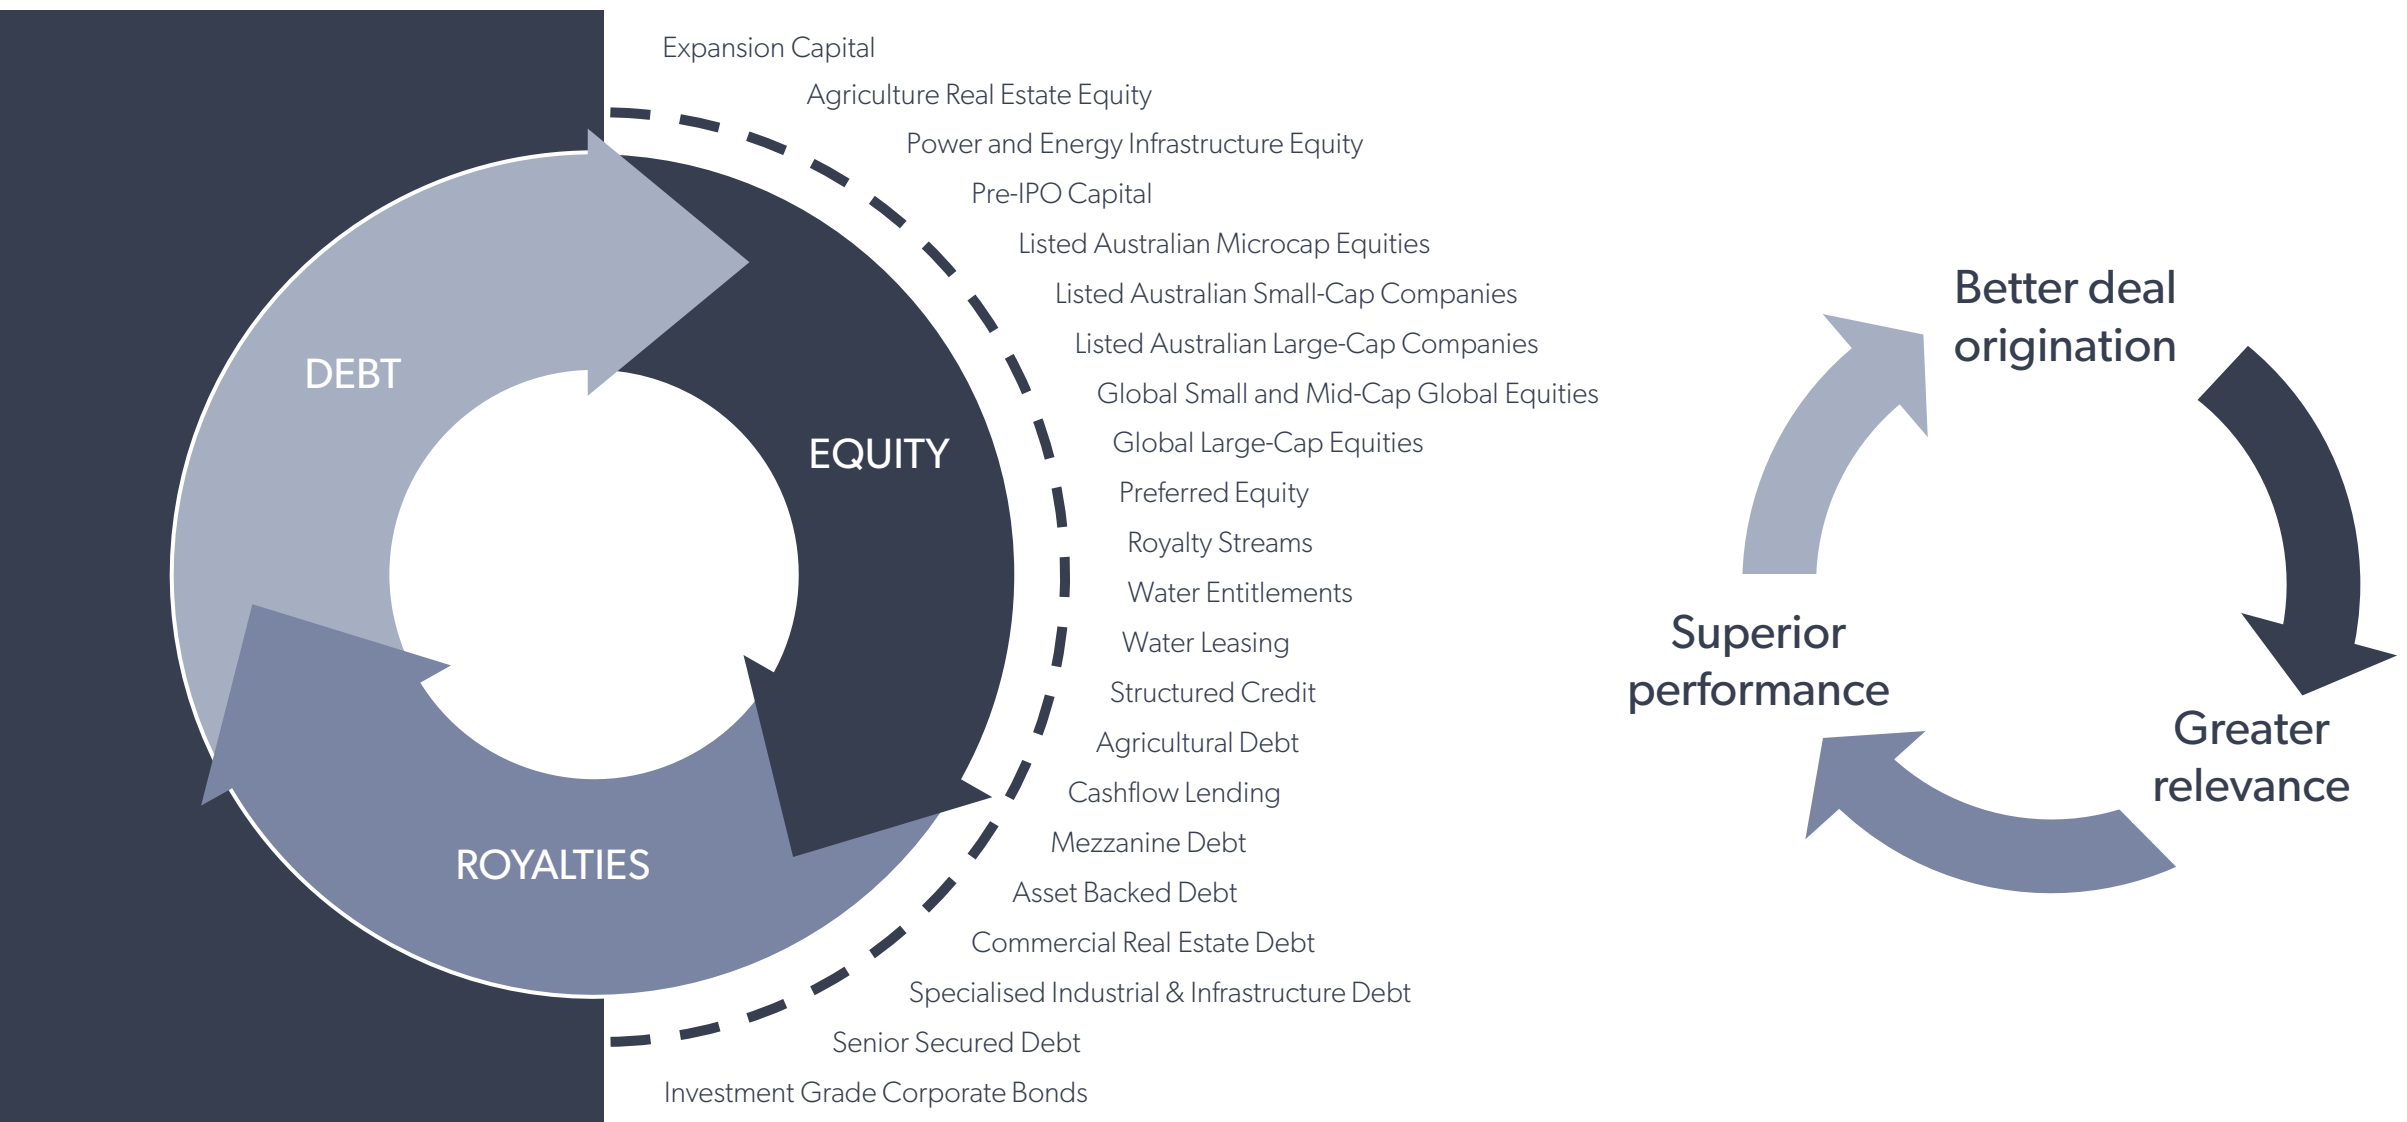 DEBT
EQUITY
ROYALTIES
Expansion Capital
Agriculture Real Estate Equity
Power and Energy Infrastructure Equity
Pre-IPO Capital
Listed Australian Microcap Equities
Listed Australian Small-Cap Companies
Listed Australian Large-Cap Companies
Global Small and Mid-Cap Global Equities
Global Large-Cap Equities
Preferred Equity
Royalty Streams
Water Entitlements
Water Leasing
Structured Credit
Agricultural Debt
Cashflow Lending
Mezzanine Debt
Asset Backed Debt
Commercial Real Estate Debt
Specialised Industrial & Infrastructure Debt
Senior Secured Debt
Investment Grade Corporate Bonds
Better deal
origination
Greater
relevance
Superior
performance